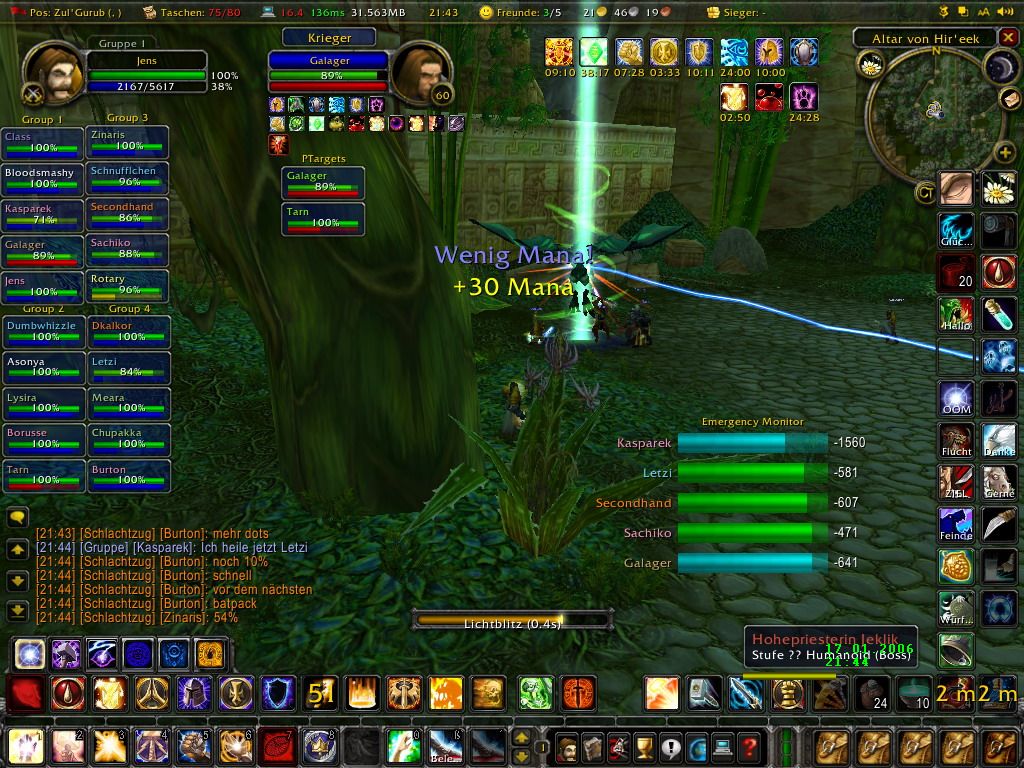 Pos: Zul'Gurub (, )
Taschen: 75/80
16.4 136ms 31.563MB
21:43
Freunde: 3/5
21 46 19
Sieger: -
Gruppe 1
Jens
100%
2167/5617 38%
Krieger
Galager
89%
60
09:10 38:17 07:28 03:33 10:11 24:00 10:00
02:50 24:28
Altar von Hir'eek
N
PTargets
Galager
89%
Tarn
100%
Group 1
Class
100%
Bloodsmashy
100%
Kasparek
71%
Galager
89%
Jens
100%
Group 3
Zinaris
100%
Schnufflchen
96%
Secondhand
86%
Sachiko
88%
Rotary
96%
Group 2
Dumbwhizzle
100%
Asonya
100%
Lysira
100%
Borusse
100%
Tarn
100%
Group 4
Dkalkor
100%
Letzi
84%
Meara
100%
Chupakka
100%
Burton
100%
Wenig Mana!
+30 Mana
Emergency Monitor
Kasparek -1560
Letzi -581
Secondhand -607
Sachiko -471
Galager -641
Glüc...
20
Hallo
OOM
Flucht
Danke
ZIEL
Gerne
Feinde
Würf...
[21:43] [Schlachtzug] [Burton]: mehr dots
[21:44] [Gruppe] [Kasparek]: Ich heile jetzt Letzi
[21:44] [Schlachtzug] [Burton]: noch 10%
[21:44] [Schlachtzug] [Burton]: schnell
[21:44] [Schlachtzug] [Burton]: vor dem nächsten
[21:44] [Schlachtzug] [Burton]: batpack
[21:44] [Schlachtzug] [Zinaris]: 54%
Lichtblitz (0.4s)
Hohepriesterin Jeklik
Stufe ?? Humanoid (Boss)
17.01.2006
21:44
51
24
10
2 m
2 m
Bele...
1